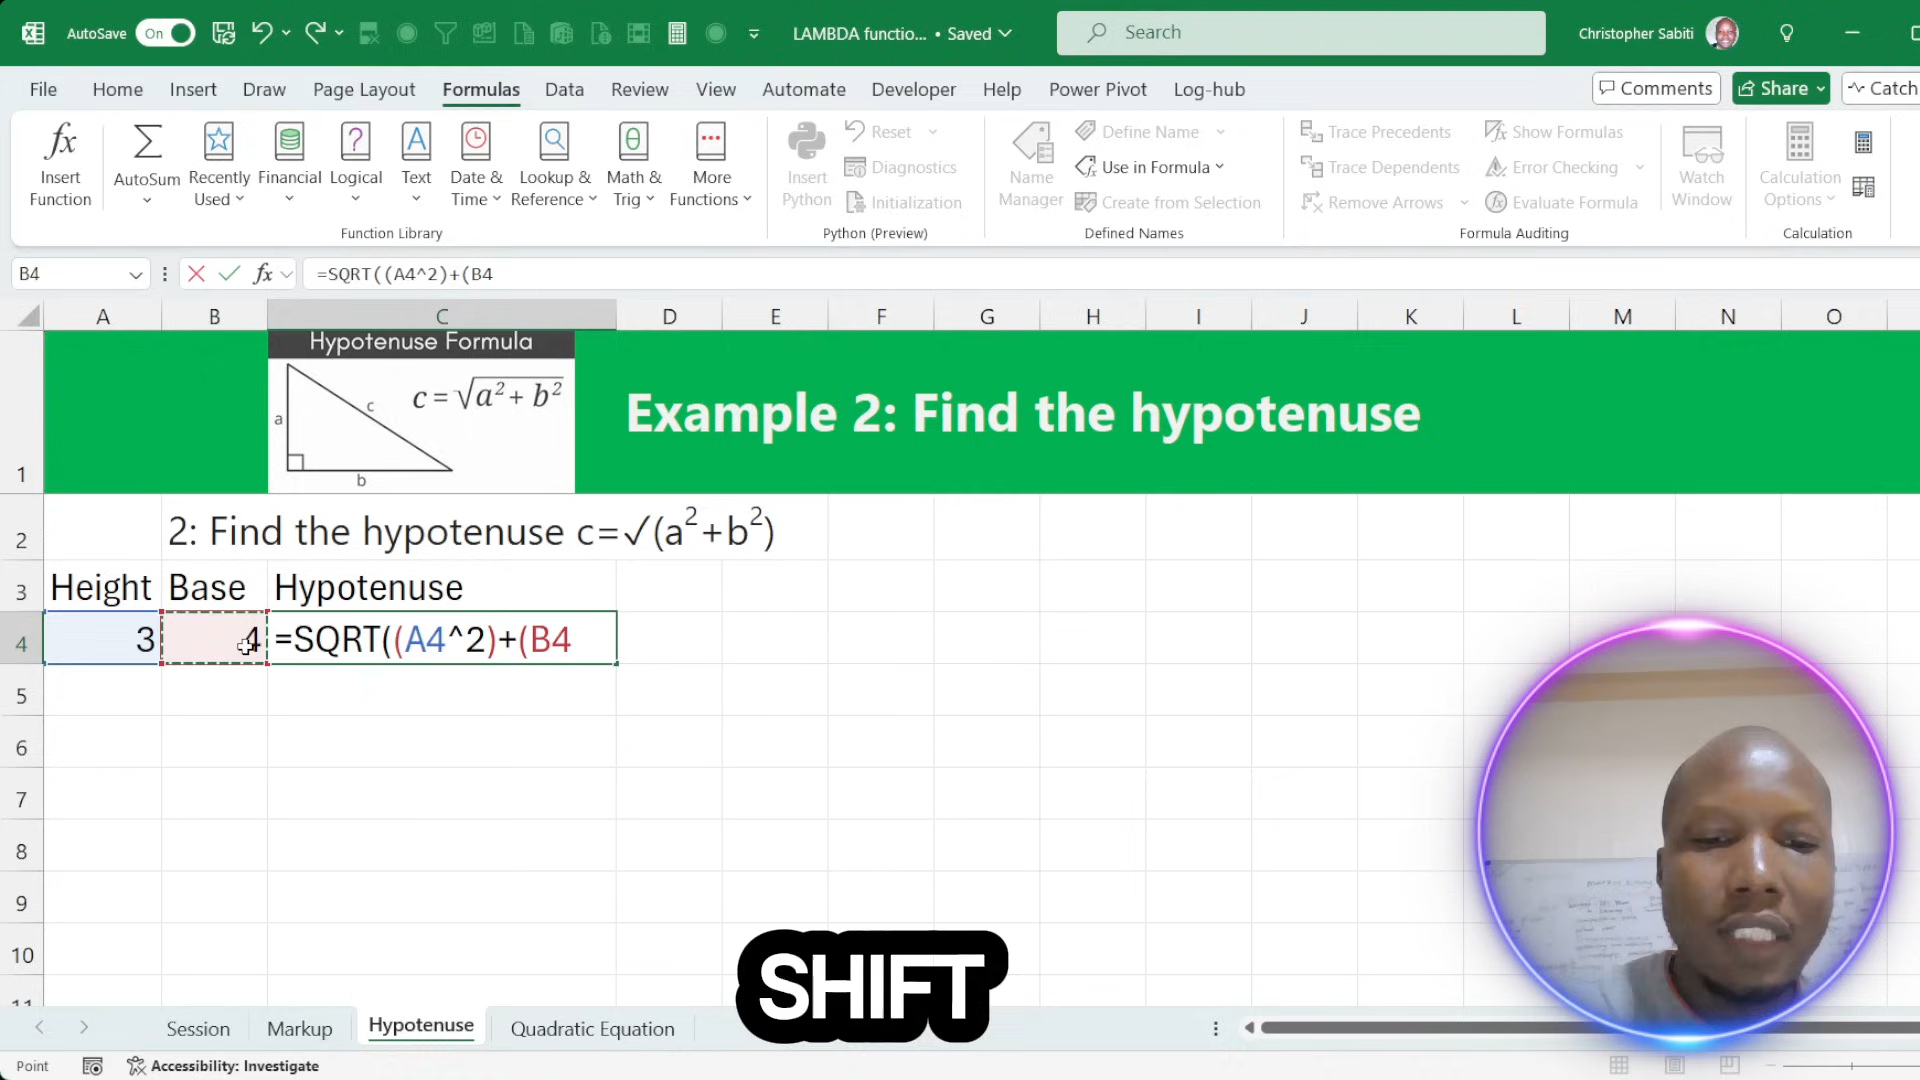 AutoSave On LAMBDA functio... • Saved Search Christopher Sabiti
File Home Insert Draw Page Layout Formulas Data Review View Automate Developer Help Power Pivot Log-hub Comments Share Catch
Insert Function
AutoSum
Recently Used
Financial
Logical
Text
Date & Time
Lookup & Reference
Math & Trig
More Functions
Function Library
Insert Python
Reset
Diagnostics
Initialization
Python (Preview)
Name Manager
Define Name
Use in Formula
Create from Selection
Defined Names
Trace Precedents
Trace Dependents
Remove Arrows
Show Formulas
Error Checking
Evaluate Formula
Formula Auditing
Watch Window
Calculation Options
Calculation
B4 fx =SQRT((A4^2)+(B4
A B C D E F G H I J K L M N O
Hypotenuse Formula
a
c
b
c = √a² + b²
Example 2: Find the hypotenuse
1
2 2: Find the hypotenuse c=✓(a²+b²)
3 Height Base Hypotenuse
4 3 4 =SQRT((A4^2)+(B4
5
6
7
8
9
10
11
SHIFT
Session Markup Hypotenuse Quadratic Equation
Point Accessibility: Investigate